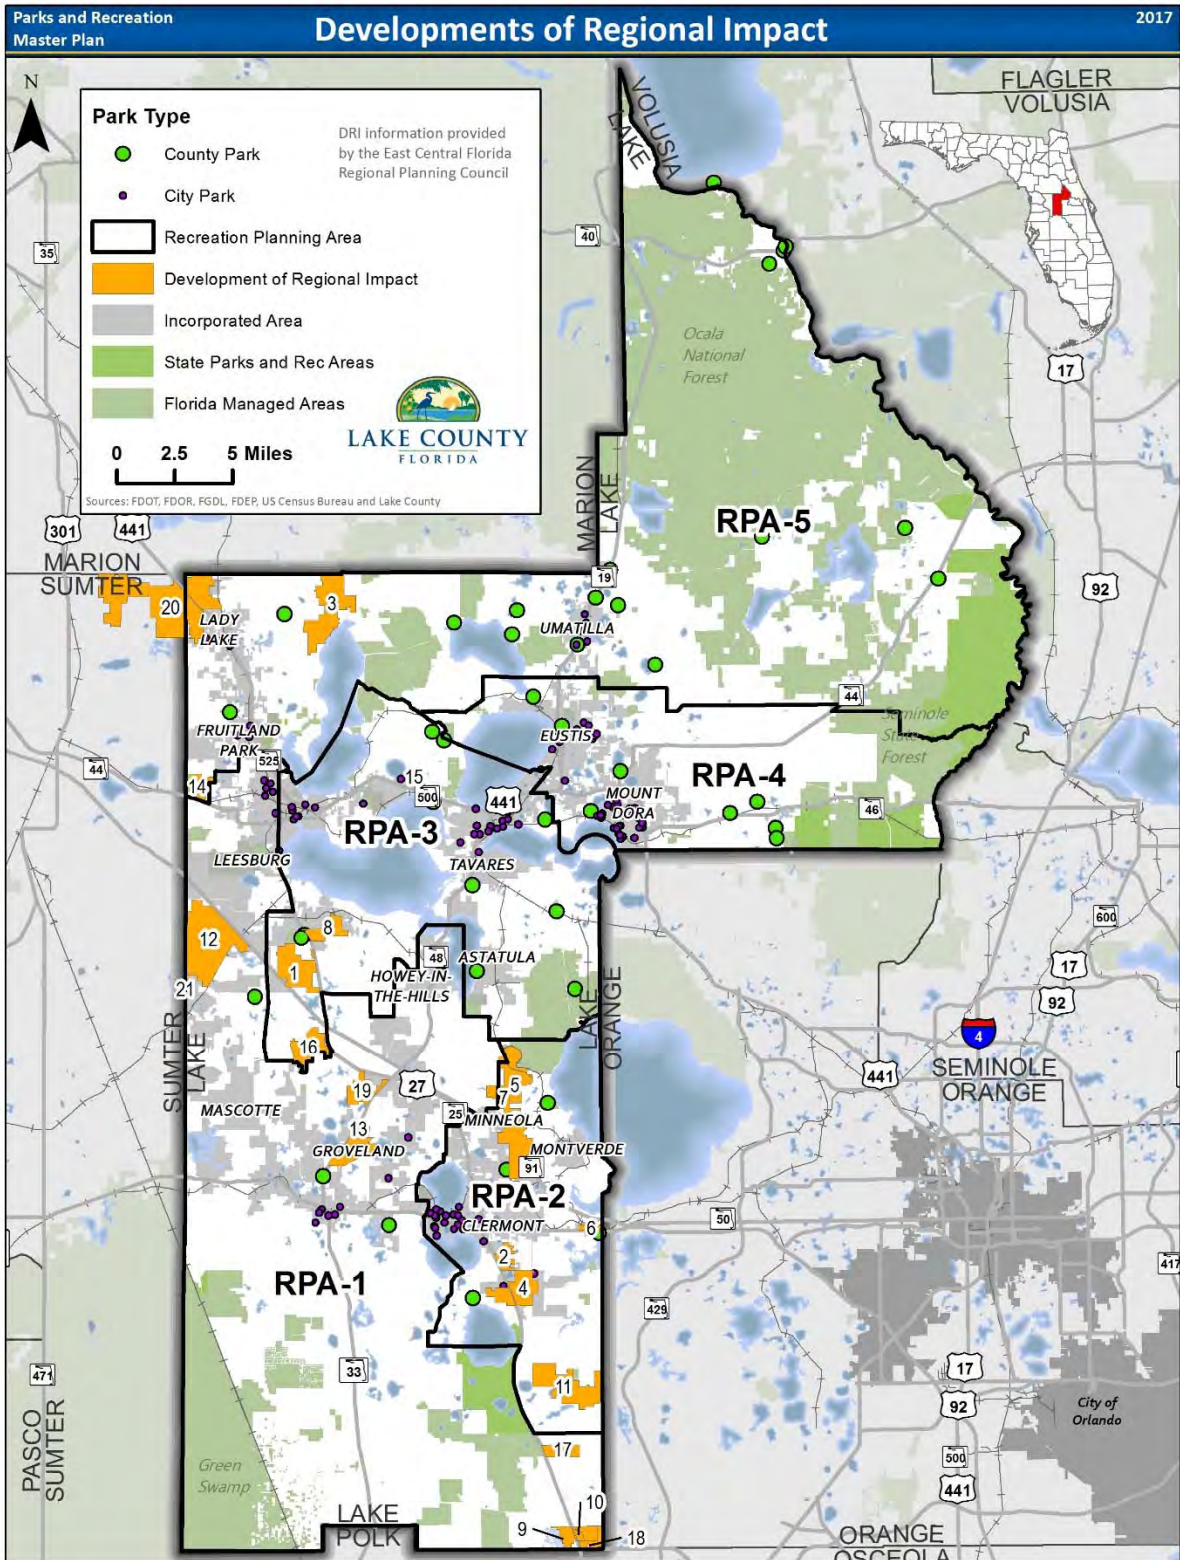 Parks and Recreation
Master Plan
Developments of Regional Impact
2017
N
Park Type
County Park
City Park
Recreation Planning Area
Development of Regional Impact
Incorporated Area
State Parks and Rec Areas
Florida Managed Areas
DRI information provided
by the East Central Florida
Regional Planning Council
LAKE COUNTY
FLORIDA
0 2.5 5 Miles
Sources: FDOT, FDOR, FGDL, FDEP, US Census Bureau and Lake County
VOLUSIA
LAKE
FLAGLER
VOLUSIA
35
40
17
Ocala
National
Forest
301
441
MARION
SUMTER
MARION
LAKE
RPA-5
92
19
20
LADY
LAKE
3
UMATILLA
44
Seminole
State
Forest
FRUITLAND
PARK
525
EUSTIS
44
14
15
500
441
RPA-4
MOUNT
DORA
46
RPA-3
LEESBURG
TAVARES
600
12
8
1
48
HOWEY-IN-
THE-HILLS
ASTATULA
17
92
21
SUMTER
LAKE
LAKE
ORANGE
4
SEMINOLE
ORANGE
441
16
19
27
5
7
MASCOTTE
25
MINNEOLA
13
GROVELAND
MONTVERDE
91
RPA-2
CLERMONT
6
50
417
2
4
RPA-1
429
33
11
471
17
92
City of
Orlando
500
441
PASCO
SUMTER
17
Green
Swamp
LAKE
POLK
10
9
18
ORANGE
OSCEOLA